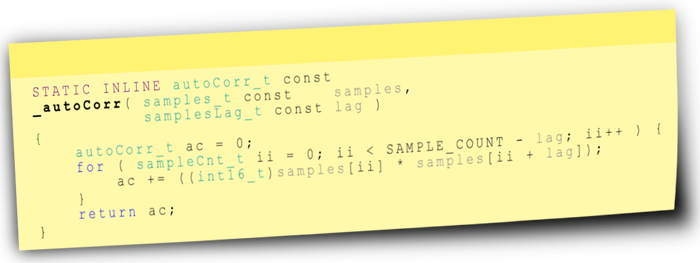 STATIC INLINE autoCorr_t const
_autoCorr( samples_t const samples,
samplesLag_t const lag )
{
autoCorr_t ac = 0;
for ( sampleCnt_t ii = 0; ii < SAMPLE_COUNT - lag; ii++ ) {
ac += ((int16_t)samples[ii] * samples[ii + lag]);
}
return ac;
}